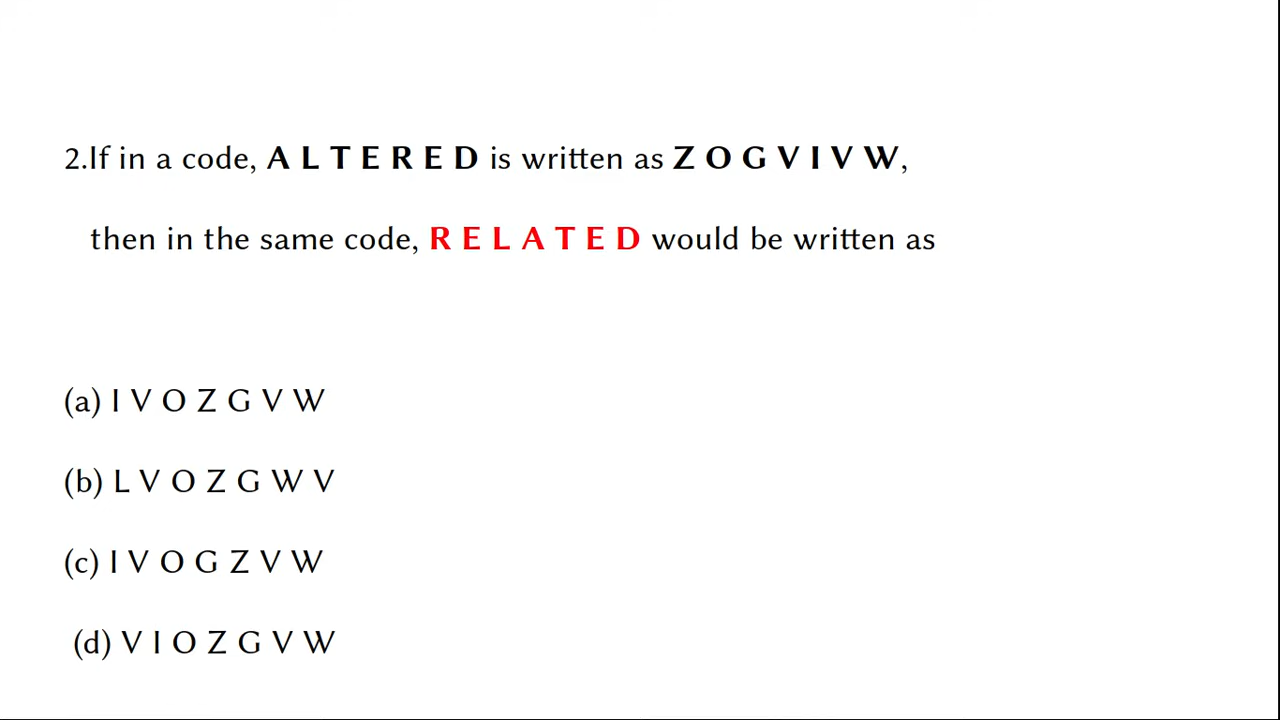 2.If in a code, A L T E R E D is written as Z O G V I V W,
then in the same code, R E L A T E D would be written as
(a) I V O Z G V W
(b) L V O Z G W V
(c) I V O G Z V W
(d) V I O Z G V W